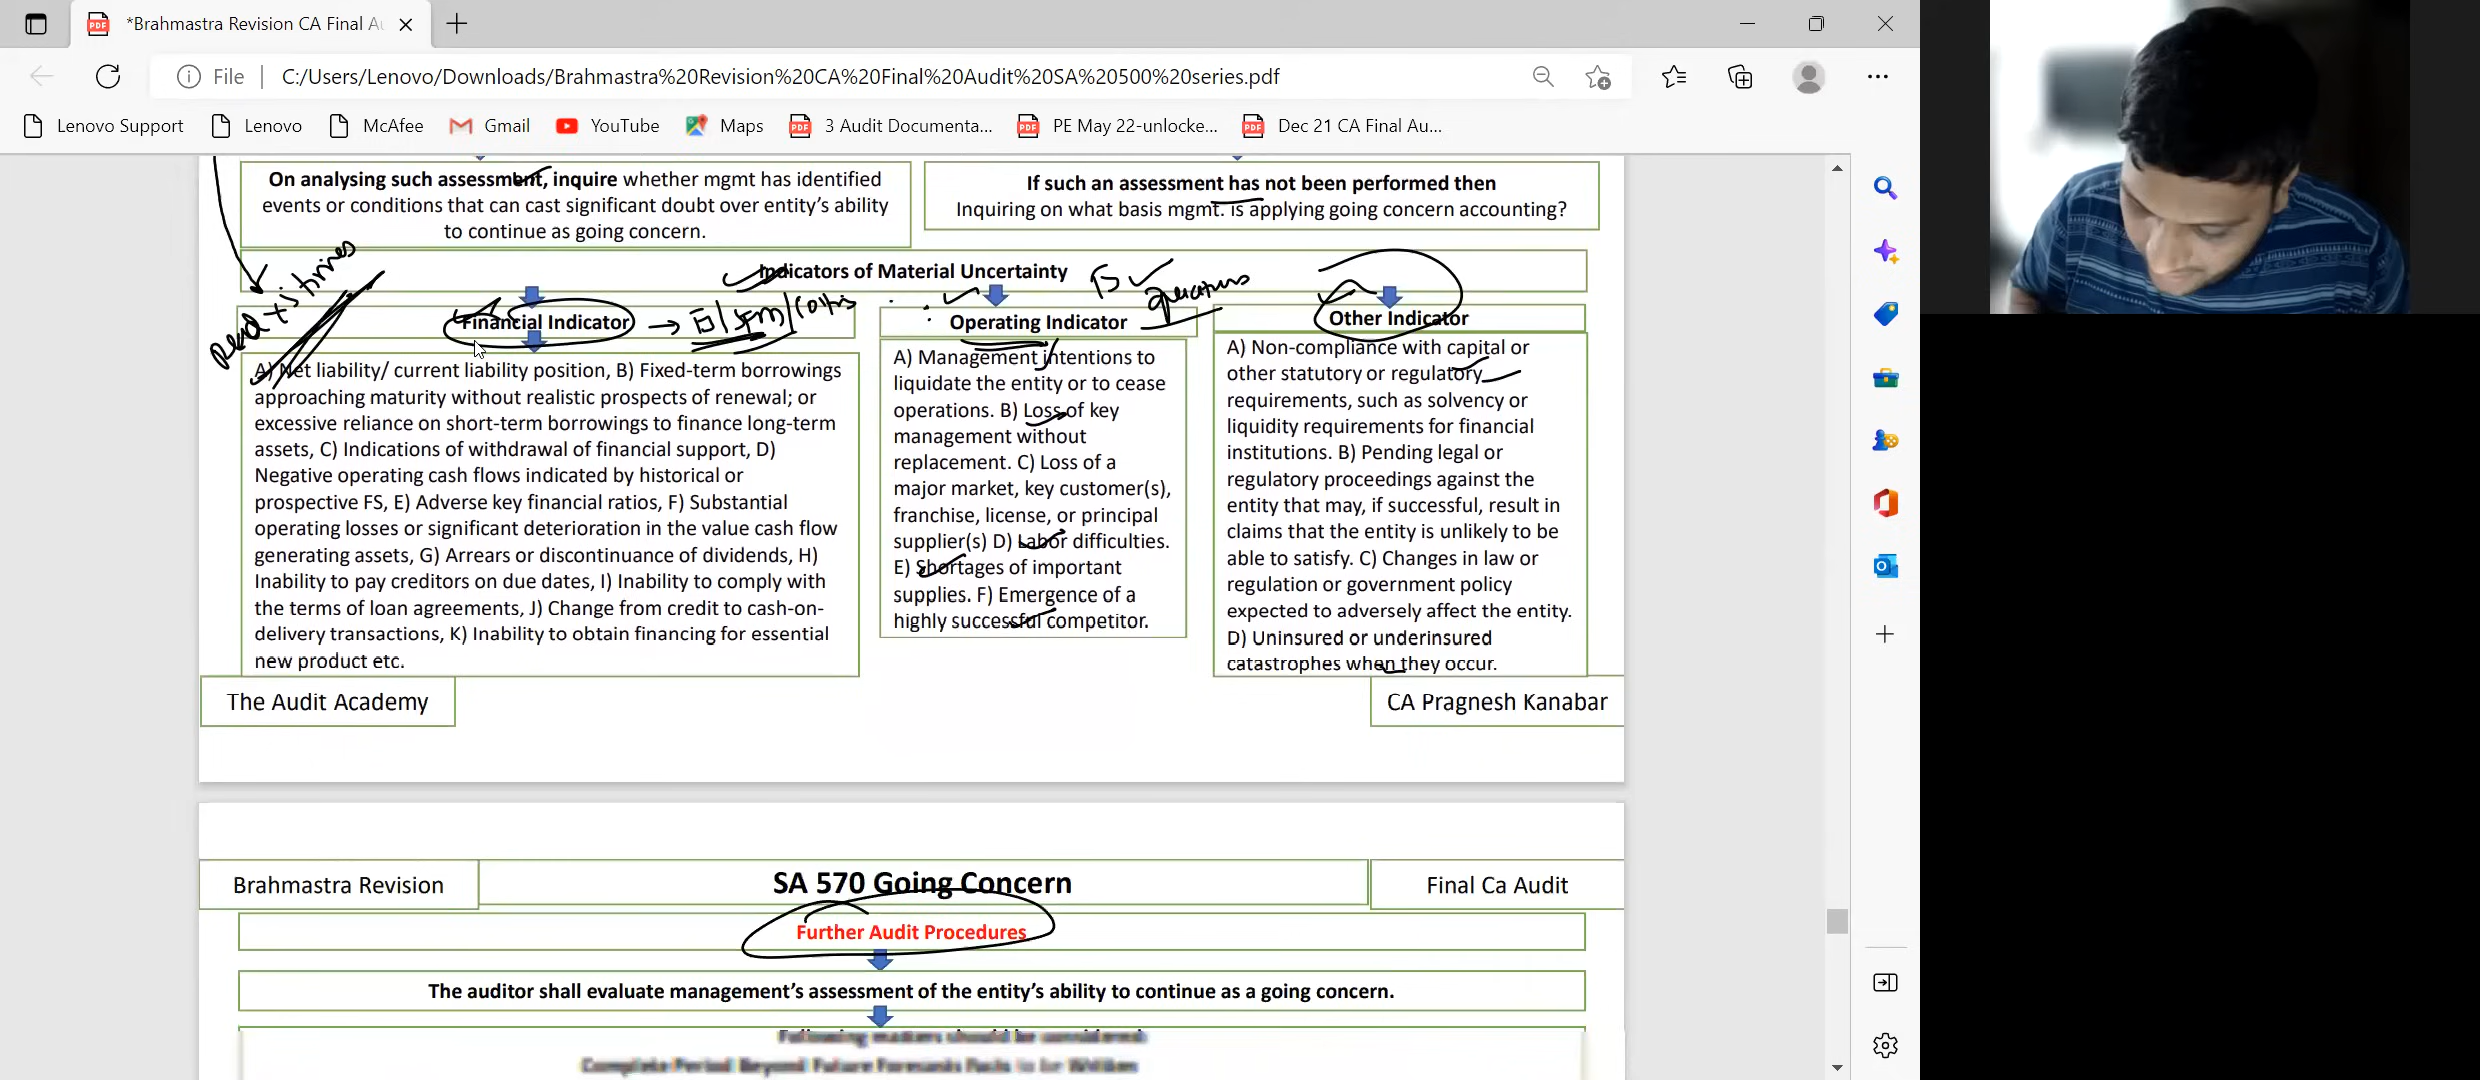 *Brahmastra Revision CA Final Au
File
C:/Users/Lenovo/Downloads/Brahmastra%20Revision%20CA%20Final%20Audit%20SA%20500%20series.pdf
Lenovo Support
Lenovo
McAfee
Gmail
YouTube
Maps
3 Audit Documenta...
PE May 22-unlocke...
Dec 21 CA Final Au...
On analysing such assessment, inquire whether mgmt has identified
events or conditions that can cast significant doubt over entity's ability
to continue as going concern.
If such an assessment has not been performed then
Inquiring on what basis mgmt. is applying going concern accounting?
Indicators of Material Uncertainty
Read
Financial Indicator
A) Net liability/ current liability position, B) Fixed-term borrowings
approaching maturity without realistic prospects of renewal; or
excessive reliance on short-term borrowings to finance long-term
assets, C) Indications of withdrawal of financial support, D)
Negative operating cash flows indicated by historical or
prospective FS, E) Adverse key financial ratios, F) Substantial
operating losses or significant deterioration in the value cash flow
generating assets, G) Arrears or discontinuance of dividends, H)
Inability to pay creditors on due dates, I) Inability to comply with
the terms of loan agreements, J) Change from credit to cash-on-
delivery transactions, K) Inability to obtain financing for essential
new product etc.
Operating Indicator
A) Management intentions to
liquidate the entity or to cease
operations. B) Loss of key
management without
replacement. C) Loss of a
major market, key customer(s),
franchise, license, or principal
supplier(s) D) Labor difficulties.
E) Shortages of important
supplies. F) Emergence of a
highly successful competitor.
Other Indicator
A) Non-compliance with capital or
other statutory or regulatory
requirements, such as solvency or
liquidity requirements for financial
institutions. B) Pending legal or
regulatory proceedings against the
entity that may, if successful, result in
claims that the entity is unlikely to be
able to satisfy. C) Changes in law or
regulation or government policy
expected to adversely affect the entity.
D) Uninsured or underinsured
catastrophes when they occur.
The Audit Academy
CA Pragnesh Kanabar
Brahmastra Revision
SA 570 Going Concern
Final Ca Audit
Further Audit Procedures
The auditor shall evaluate management's assessment of the entity's ability to continue as a going concern.
Following matters should be considered: